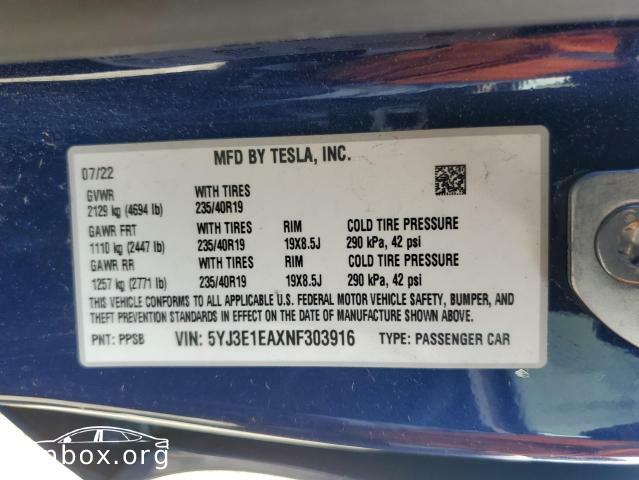 MFD BY TESLA, INC.
07/22
GVWR WITH TIRES
2129 kg (4694 lb) 235/40R19
GAWR FRT WITH TIRES RIM COLD TIRE PRESSURE
1110 kg (2447 lb) 235/40R19 19X8.5J 290 kPa, 42 psi
GAWR RR WITH TIRES RIM COLD TIRE PRESSURE
1257 kg (2771 lb) 235/40R19 19X8.5J 290 kPa, 42 psi
THIS VEHICLE CONFORMS TO ALL APPLICABLE U.S. FEDERAL MOTOR VEHICLE SAFETY, BUMPER, AND
THEFT PREVENTION STANDARDS IN EFFECT ON THE DATE OF MANUFACTURE SHOWN ABOVE.
PNT: PPSB VIN: 5YJ3E1EAXNF303916 TYPE: PASSENGER CAR
mbox.org